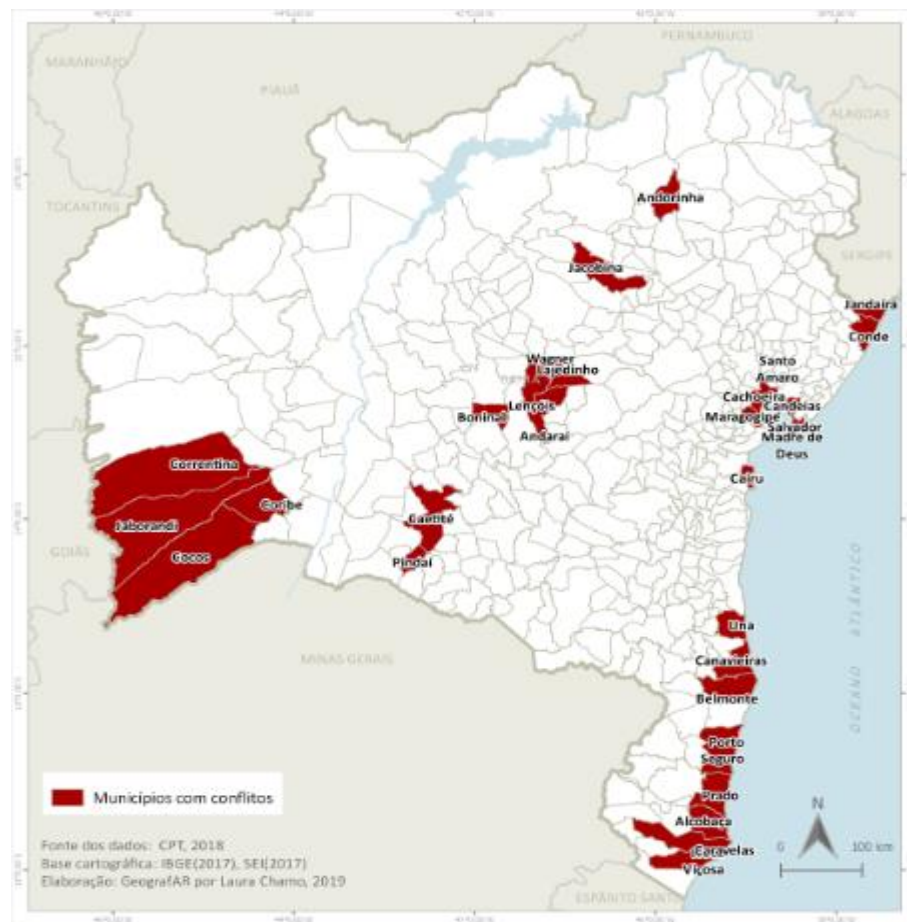 PERNAMBUCO
MARANHÃO
PIAUÍ
ALAGOAS
TOCANTINS
Andorinha
SERGIPE
Jacobina
Jandaíra
Conde
Wagner
Lajedinho
Santo
Amaro
Cachoeira
Candeias
Boninal
Lençois
Maragogipe
Salvador
Andaraí
Madre de
Deus
Correntina
Cairu
Coribe
Caetité
Jaborandi
GOIÁS
Cocos
Pindaí
OCEANO ATLÂNTICO
Una
MINAS GERAIS
Canavieiras
Belmonte
Porto
Seguro
Prado
Municípios com conflitos
N
Alcobaça
Fonte dos dados: CPT, 2018
Caravelas
0 100 km
Base cartográfica: IBGE(2017), SEI(2017)
Viçosa
Elaboração: GeografAR por Laura Chamo, 2019
ESPÍRITO SANTO